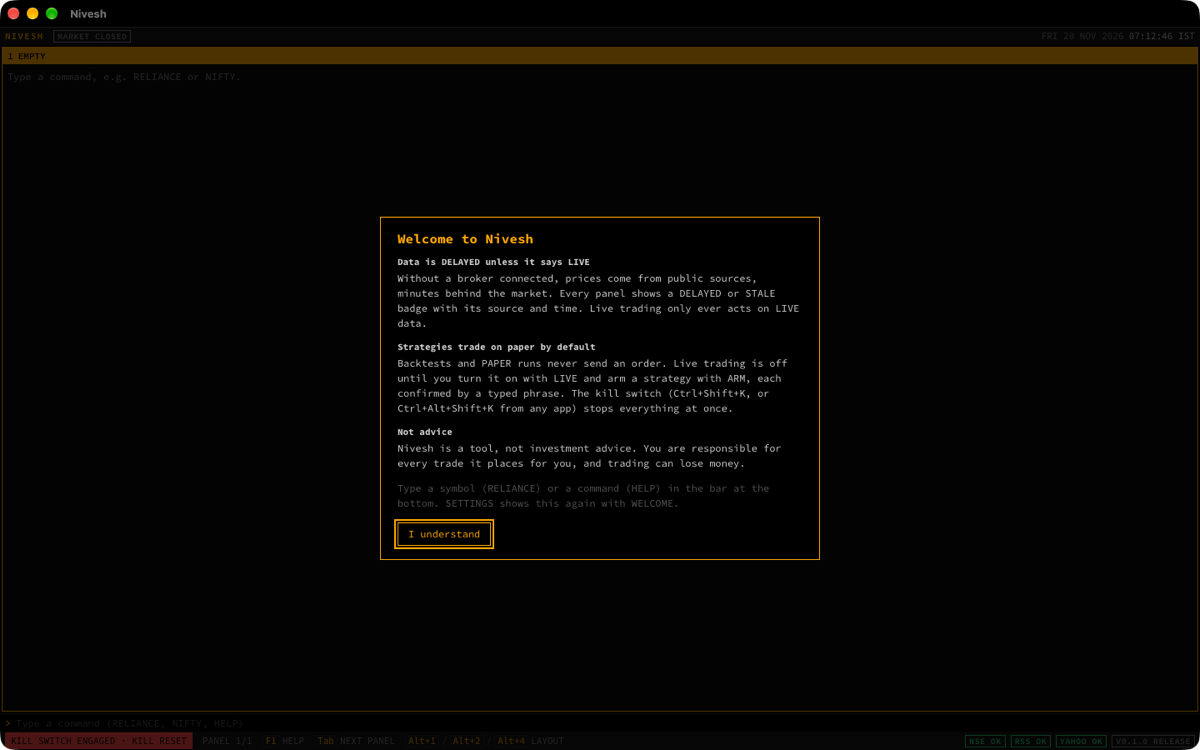 Nivesh
NIVESH MARKET CLOSED FRI 20 NOV 2026 07:12:46 IST
1 EMPTY
Type a command, e.g. RELIANCE or NIFTY.
Welcome to Nivesh
Data is DELAYED unless it says LIVE
Without a broker connected, prices come from public sources,
minutes behind the market. Every panel shows a DELAYED or STALE
badge with its source and time. Live trading only ever acts on LIVE
data.
Strategies trade on paper by default
Backtests and PAPER runs never send an order. Live trading is off
until you turn it on with LIVE and arm a strategy with ARM, each
confirmed by a typed phrase. The kill switch (Ctrl+Shift+K, or
Ctrl+Alt+Shift+K from any app) stops everything at once.
Not advice
Nivesh is a tool, not investment advice. You are responsible for
every trade it places for you, and trading can lose money.
Type a symbol (RELIANCE) or a command (HELP) in the bar at the
bottom. SETTINGS shows this again with WELCOME.
I understand
> Type a command (RELIANCE, NIFTY, HELP)
KILL SWITCH ENGAGED - KILL RESET PANEL 1/1 F1 HELP Tab NEXT PANEL Alt+1 / Alt+2 / Alt+4 LAYOUT NSE OK RSS OK YAHOO OK V0.1.0 RELEASE